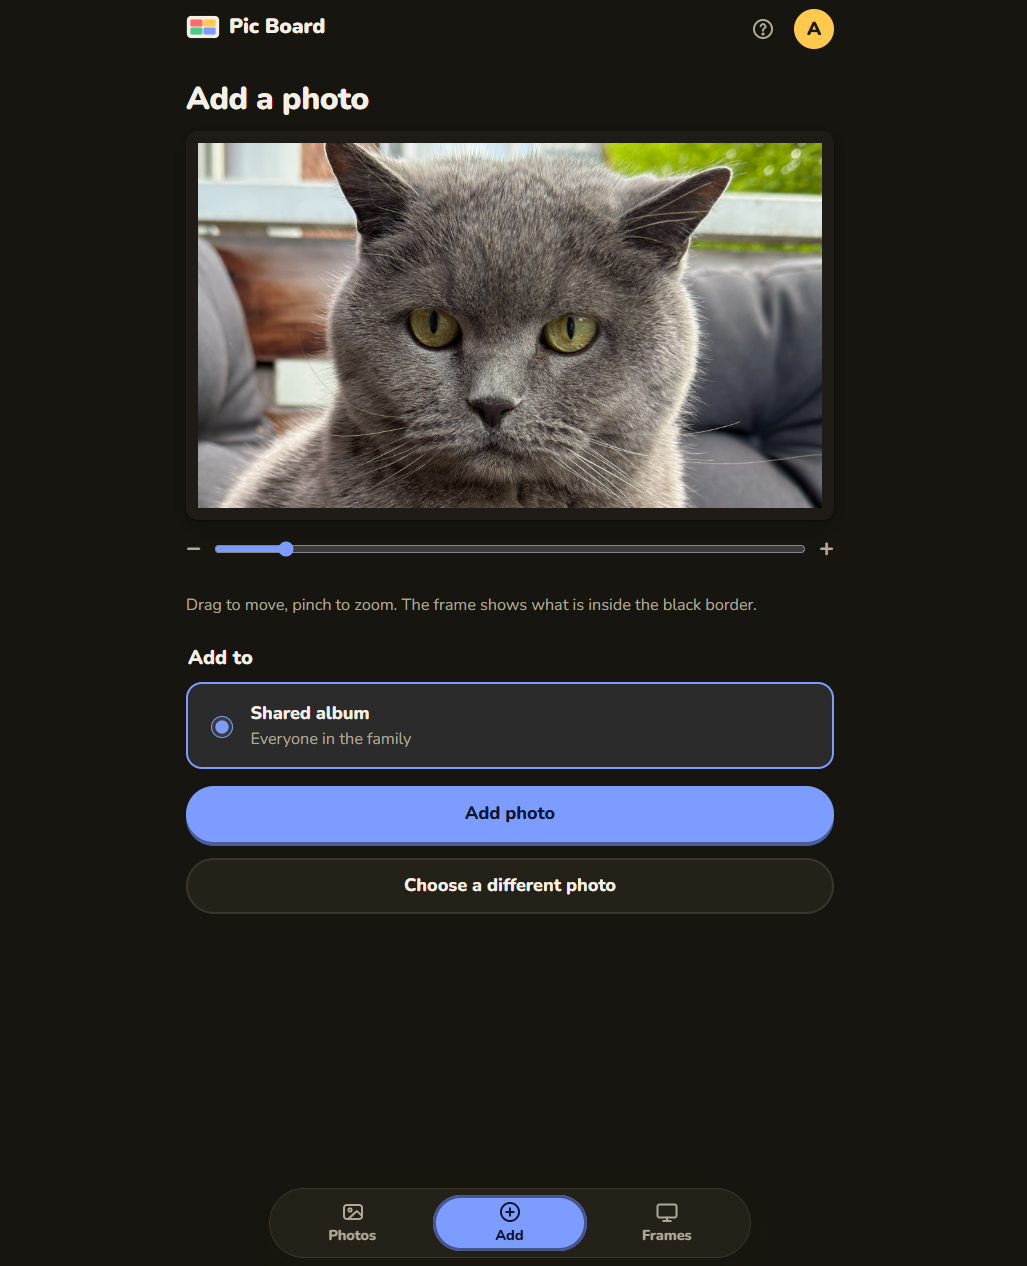 Pic Board
A
Add a photo
Drag to move, pinch to zoom. The frame shows what is inside the black border.
Add to
Shared album
Everyone in the family
Add photo
Choose a different photo
Photos
Add
Frames